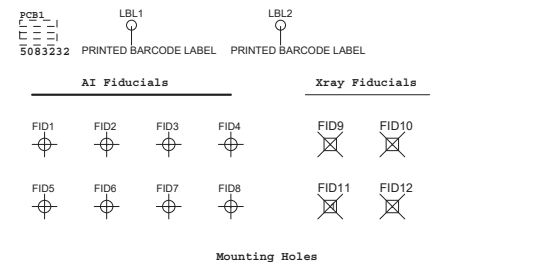 PCB1 LBL1 LBL2
5083232 PRINTED BARCODE LABEL PRINTED BARCODE LABEL
AI Fiducials Xray Fiducials
FID1 FID2 FID3 FID4 FID9 FID10
FID5 FID6 FID7 FID8 FID11 FID12
Mounting Holes